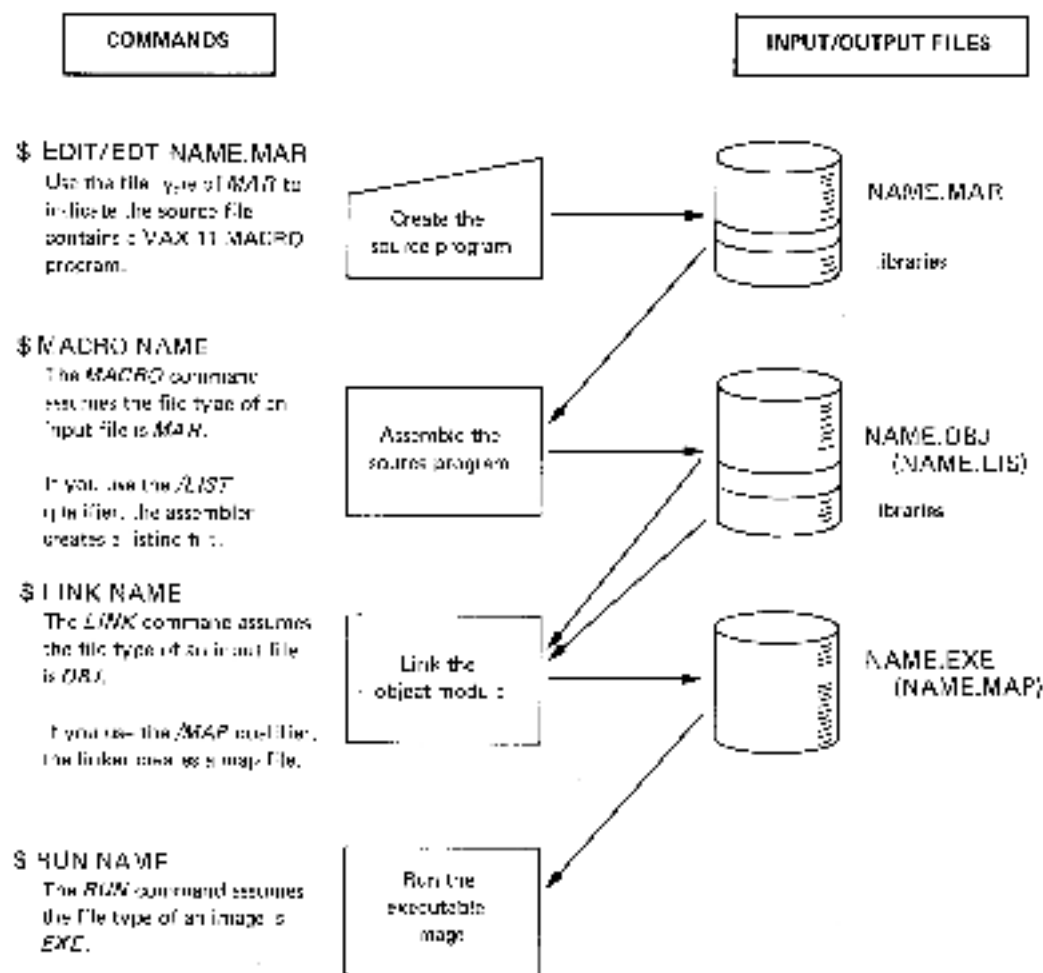 COMMANDS
INPUT/OUTPUT FILES
$ EDIT/EDT NAME.MAR
Use the file type of MAR to
indicate the source file
contains a VAX-11 MACRO
program.
Create the
source program
NAME.MAR
libraries
$ MACRO NAME
The MACRO command
assumes the file type of an
input file is MAR.
If you use the /LIST
qualifier, the assembler
creates a listing file.
Assemble the
source program
NAME.OBJ
(NAME.LIS)
libraries
$ LINK NAME
The LINK command assumes
the file type of an input file
is OBJ.
If you use the /MAP qualifier,
the linker creates a map file.
Link the
object module
NAME.EXE
(NAME.MAP)
$ RUN NAME
The RUN command assumes
the file type of an image is
EXE.
Run the
executable
image